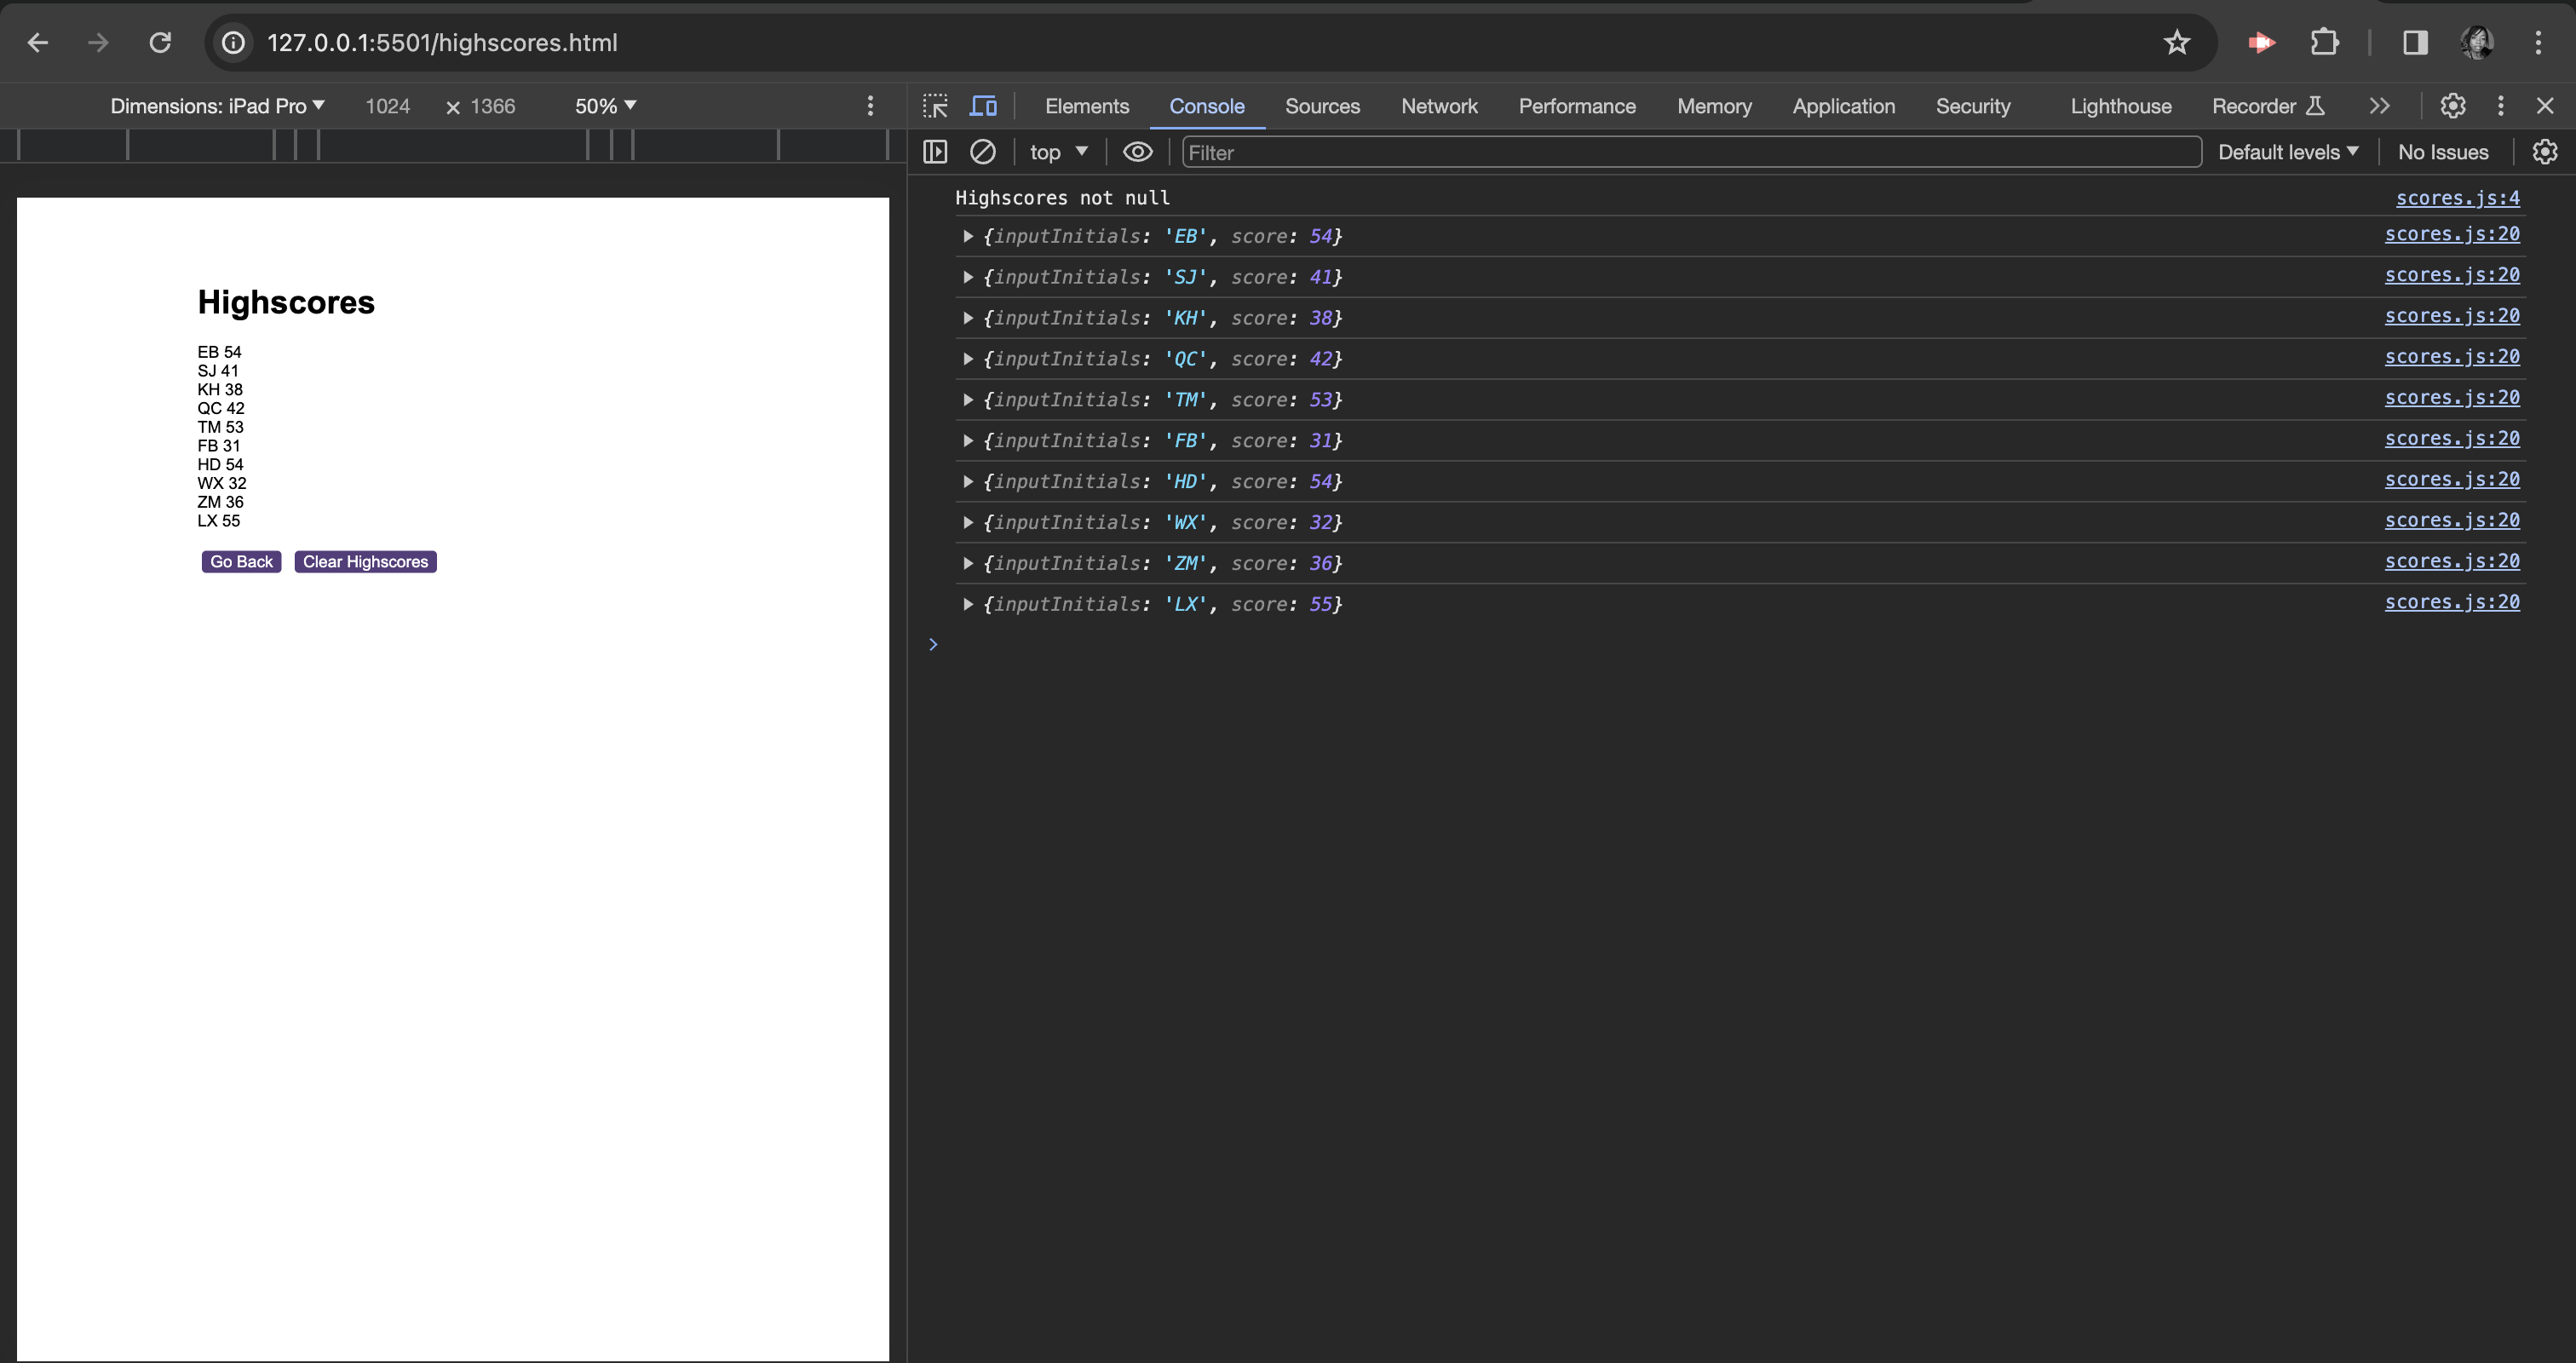 127.0.0.1:5501/highscores.html
Dimensions: iPad Pro 1024 × 1366 50%
Elements Console Sources Network Performance Memory Application Security Lighthouse Recorder
top Filter Default levels No Issues
Highscores
EB 54
SJ 41
KH 38
QC 42
TM 53
FB 31
HD 54
WX 32
ZM 36
LX 55
Go Back Clear Highscores
Highscores not null scores.js:4
{inputInitials: 'EB', score: 54} scores.js:20
{inputInitials: 'SJ', score: 41} scores.js:20
{inputInitials: 'KH', score: 38} scores.js:20
{inputInitials: 'QC', score: 42} scores.js:20
{inputInitials: 'TM', score: 53} scores.js:20
{inputInitials: 'FB', score: 31} scores.js:20
{inputInitials: 'HD', score: 54} scores.js:20
{inputInitials: 'WX', score: 32} scores.js:20
{inputInitials: 'ZM', score: 36} scores.js:20
{inputInitials: 'LX', score: 55} scores.js:20